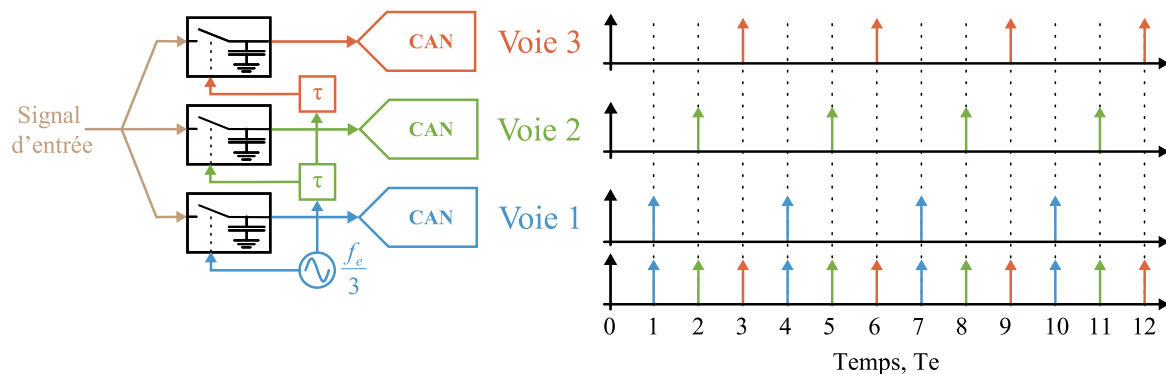 CAN
Voie 3
τ
Signal
d’entrée
CAN
Voie 2
τ
CAN
Voie 1
fe
3
0 1 2 3 4 5 6 7 8 9 10 11 12
Temps, Te